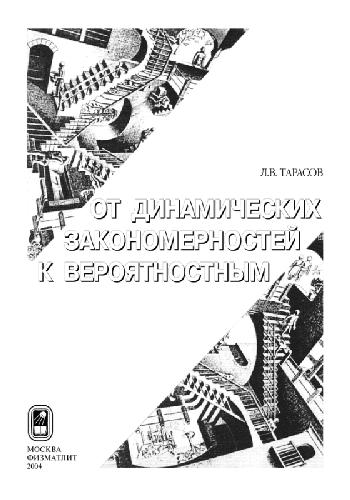 Л.В. ТАРАСОВ
ОТ ДИНАМИЧЕСКИХ
ЗАКОНОМЕРНОСТЕЙ
К ВЕРОЯТНОСТНЫМ
МОСКВА
ФИЗМАТЛИТ
2004